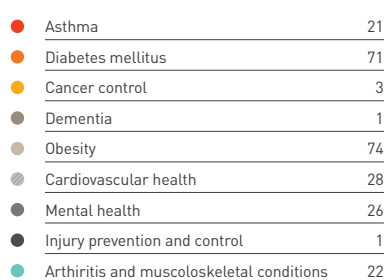 Asthma 21
Diabetes mellitus 71
Cancer control 3
Dementia 1
Obesity 74
Cardiovascular health 28
Mental health 26
Injury prevention and control 1
Arthiritis and muscoloskeletal conditions 22